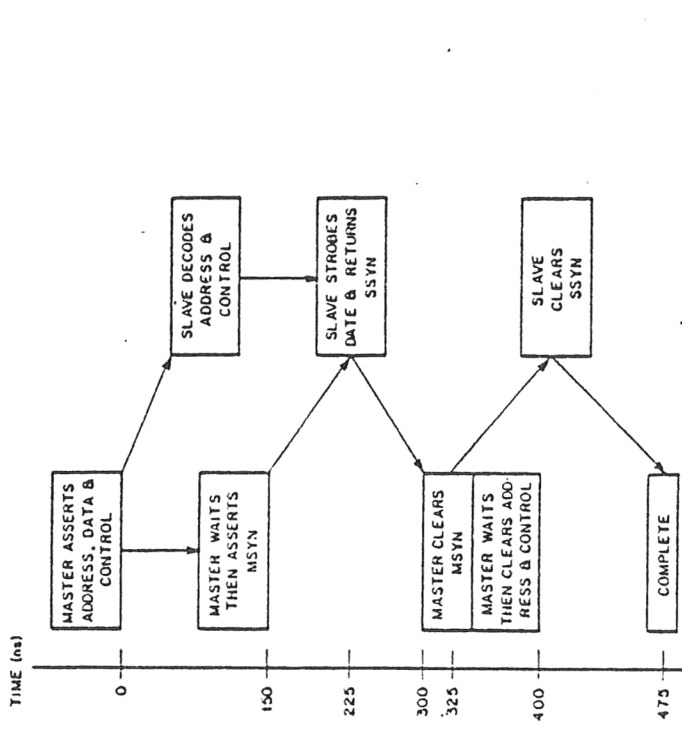 TIME (ns)
0
150
225
300
325
400
475
MASTER ASSERTS
ADDRESS, DATA &
CONTROL
SLAVE DECODES
ADDRESS &
CONTROL
MASTER WAITS
THEN ASSERTS
MSYN
SLAVE STROBES
DATE & RETURNS
SSYN
MASTER CLEARS
MSYN
MASTER WAITS
THEN CLEARS ADD-
RESS & CONTROL
SLAVE
CLEARS
SSYN
COMPLETE